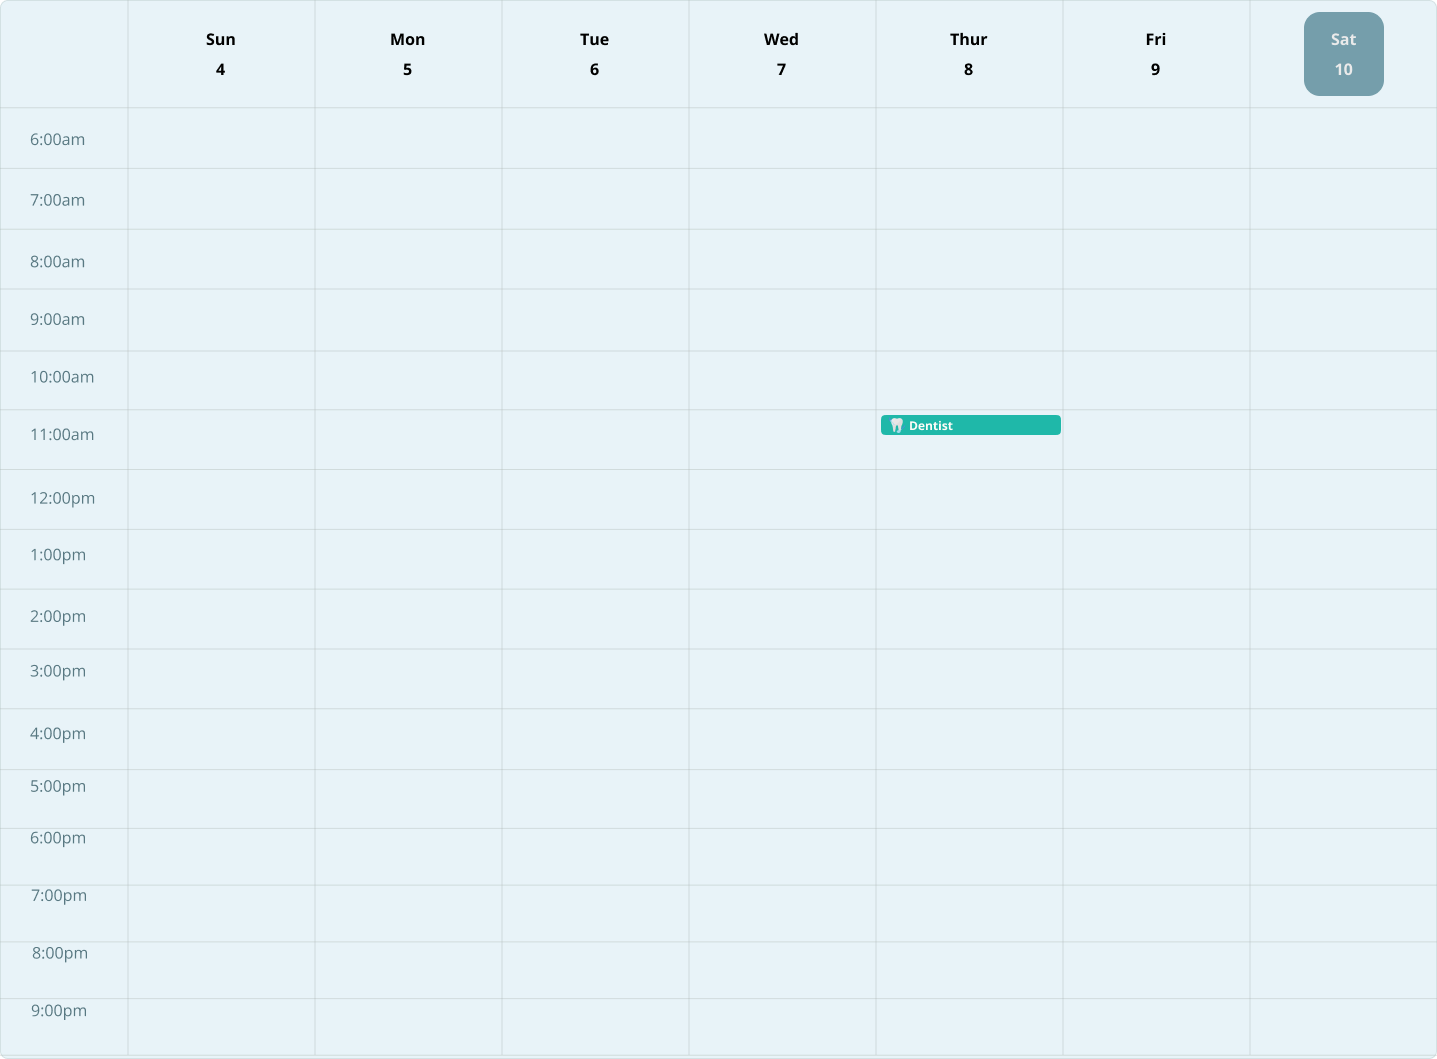 Sun Mon Tue Wed Thur Fri Sat
4 5 6 7 8 9 10
6:00am
7:00am
8:00am
9:00am
10:00am
11:00am 🦷 Dentist
12:00pm
1:00pm
2:00pm
3:00pm
4:00pm
5:00pm
6:00pm
7:00pm
8:00pm
9:00pm